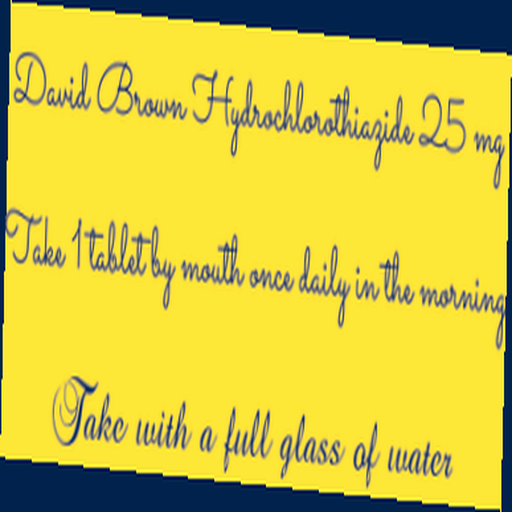 David Brown Hydrochlorothiazide 25 mg
Take 1 tablet by mouth once daily in the morning
Take with a full glass of water